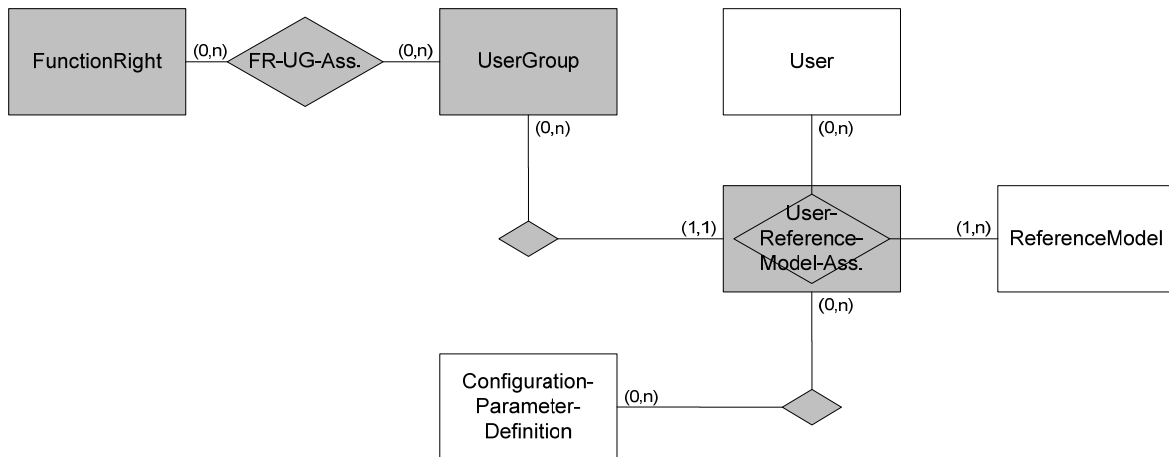 FunctionRight
(0,n)
FR-UG-Ass.
(0,n)
UserGroup
User
(0,n)
(0,n)
(1,1)
User-
Reference-
Model-Ass.
(1,n)
ReferenceModel
(0,n)
Configuration-
Parameter-
Definition
(0,n)